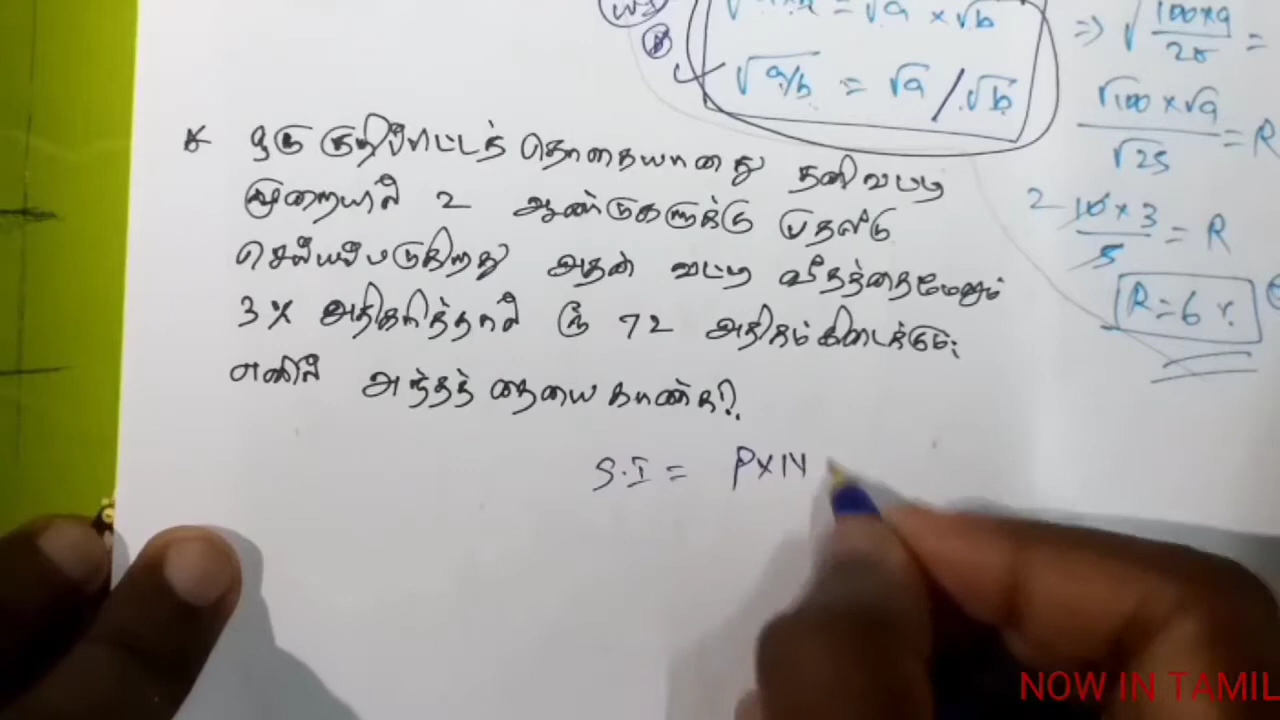 √a/b = √a / √b
* ஒரு குறிப்பிட்டத் தொகையானது தனிவட்டி
முறையில் 2 ஆண்டுகளுக்கு முதலீடு
செய்யப்படுகிறது அதன் வட்டி வீதத்தைமேலும்
3% அதிகரித்தால் ரூ 72 அதிகம் கிடைக்கும்:
எனில் அந்தத் தையை காண்க?.
S.I = P×N
⇒ √100×9/25 =
√100 × √9 / √25 = R
2 10 × 3 / 5 = R
R = 6 %.
NOW IN TAMIL